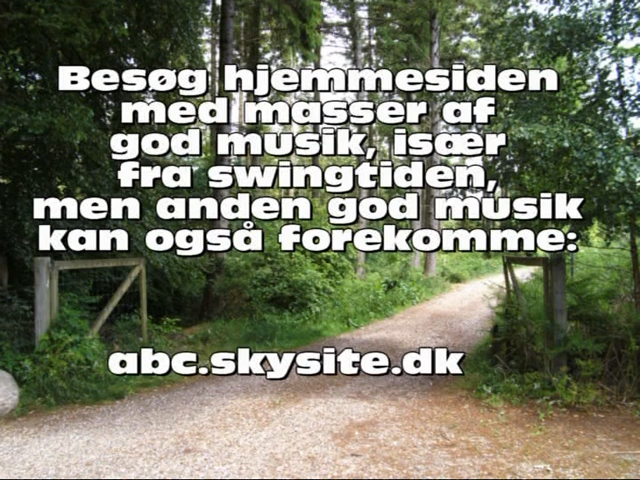 Besøg hjemmesiden
med masser af
god musik, især
fra swingtiden,
men anden god musik
kan også forekomme:
abc.skysite.dk